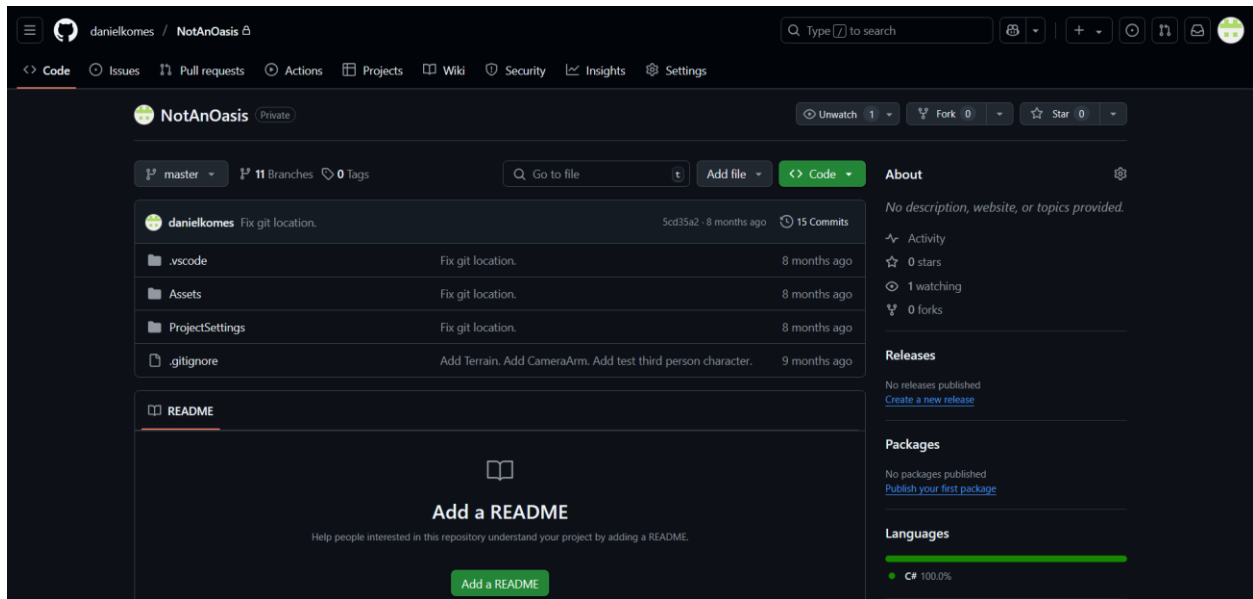 danielkomes / NotAnOasis
Type / to search
Code Issues Pull requests Actions Projects Wiki Security Insights Settings
NotAnOasis Private
Unwatch 1 Fork 0 Star 0
master 11 Branches 0 Tags Go to file t Add file Code
danielkomes Fix git location. 5cd35a2 · 8 months ago 15 Commits
.vscode Fix git location. 8 months ago
Assets Fix git location. 8 months ago
ProjectSettings Fix git location. 8 months ago
.gitignore Add Terrain. Add CameraArm. Add test third person character. 9 months ago
README
Add a README
Help people interested in this repository understand your project by adding a README.
Add a README
About
No description, website, or topics provided.
Activity
0 stars
1 watching
0 forks
Releases
No releases published
Create a new release
Packages
No packages published
Publish your first package
Languages
C# 100.0%